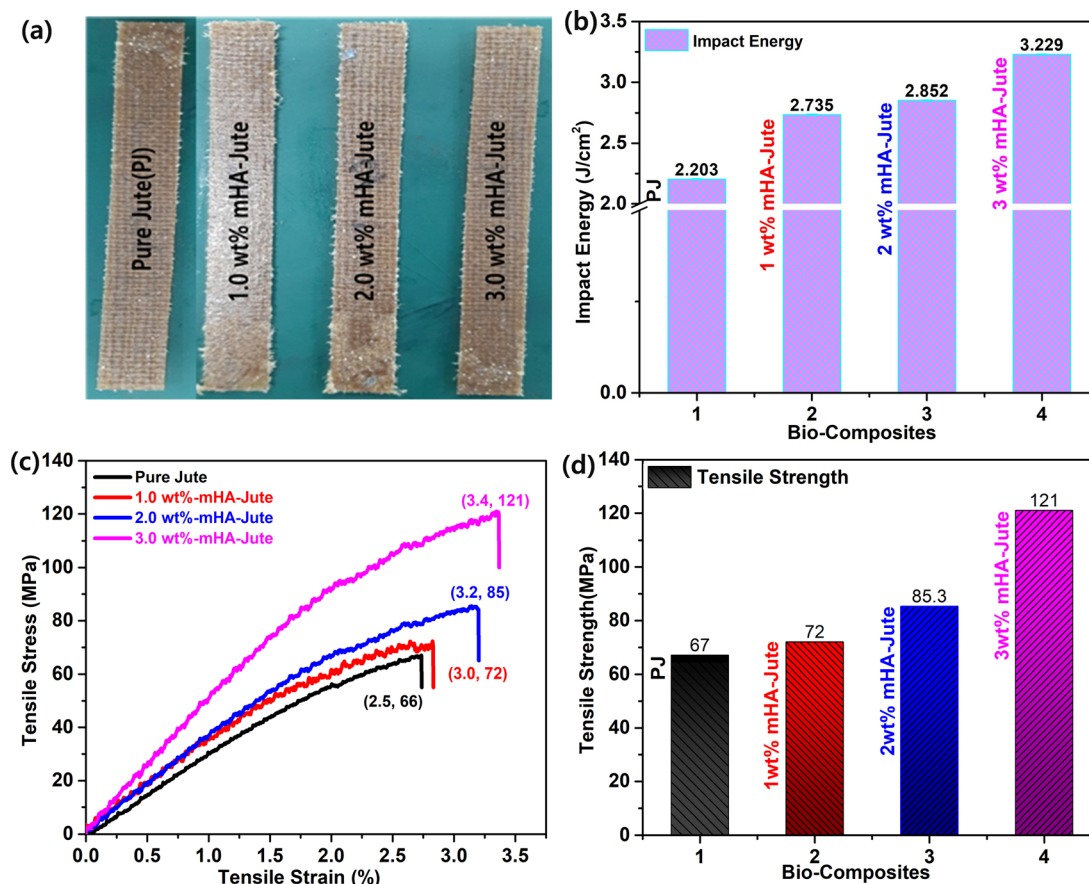 (a)
Pure Jute(PJ)
1.0 wt% mHA-Jute
2.0 wt% mHA-Jute
3.0 wt% mHA-Jute
(b)
Impact Energy
Impact Energy (J/cm²)
3.5
3.0
2.5
2.0
0.0
2.203
2.735
2.852
3.229
PJ
1 wt% mHA-Jute
2 wt% mHA-Jute
3 wt% mHA-Jute
1 2 3 4
Bio-Composites
(c)
Pure Jute
1.0 wt%-mHA-Jute
2.0 wt%-mHA-Jute
3.0 wt%-mHA-Jute
Tensile Stress (MPa)
140
120
100
80
60
40
20
0
(3.4, 121)
(3.2, 85)
(3.0, 72)
(2.5, 66)
0.0 0.5 1.0 1.5 2.0 2.5 3.0 3.5
Tensile Strain (%)
(d)
Tensile Strength
Tensile Strength(MPa)
140
120
100
80
60
40
20
0
67
72
85.3
121
PJ
1wt% mHA-Jute
2wt% mHA-Jute
3wt% mHA-Jute
1 2 3 4
Bio-Composites